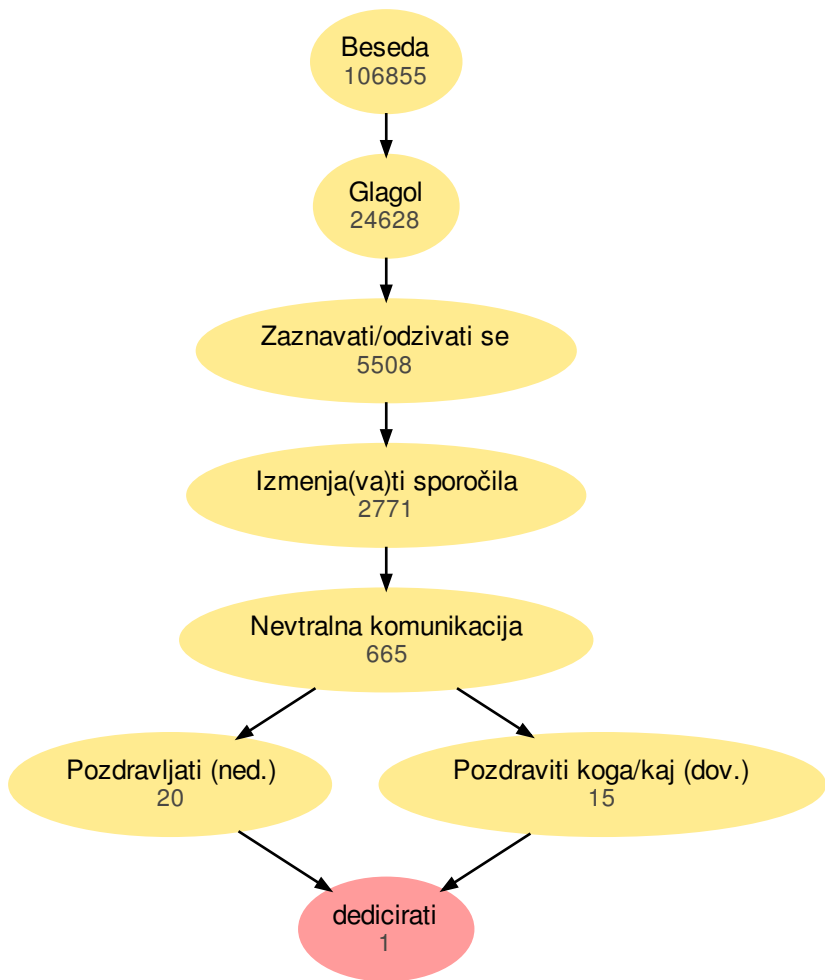 Beseda
106855
Glagol
24628
Zaznavati/odzivati se
5508
Izmenja(va)ti sporočila
2771
Nevtralna komunikacija
665
Pozdravljati (ned.)
20
Pozdraviti koga/kaj (dov.)
15
dedicirati
1